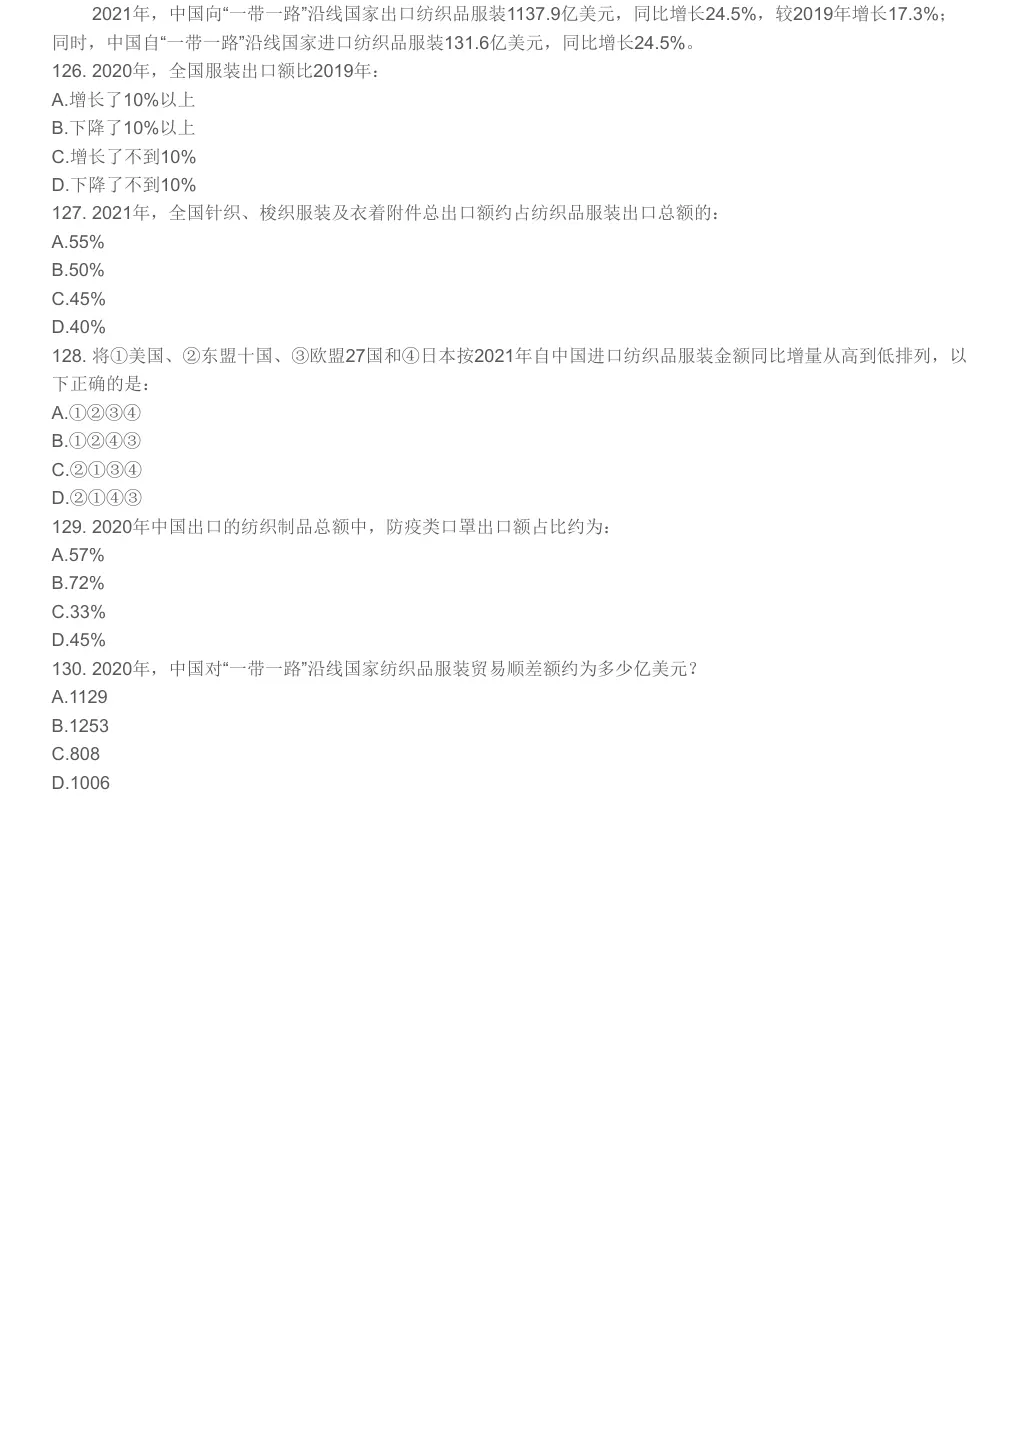 2021年，中国向“一带一路”沿线国家出口纺织品服装1137.9亿美元，同比增长24.5%，较2019年增长17.3%；
同时，中国自“一带一路”沿线国家进口纺织品服装131.6亿美元，同比增长24.5%。
126. 2020年，全国服装出口额比2019年：
A.增长了10%以上
B.下降了10%以上
C.增长了不到10%
D.下降了不到10%
127. 2021年，全国针织、梭织服装及衣着附件总出口额约占纺织品服装出口总额的：
A.55%
B.50%
C.45%
D.40%
128. 将①美国、②东盟十国、③欧盟27国和④日本按2021年自中国进口纺织品服装金额同比增量从高到低排列，以
下正确的是：
A.①②③④
B.①②④③
C.②①③④
D.②①④③
129. 2020年中国出口的纺织制品总额中，防疫类口罩出口额占比约为：
A.57%
B.72%
C.33%
D.45%
130. 2020年，中国对“一带一路”沿线国家纺织品服装贸易顺差额约为多少亿美元？
A.1129
B.1253
C.808
D.1006